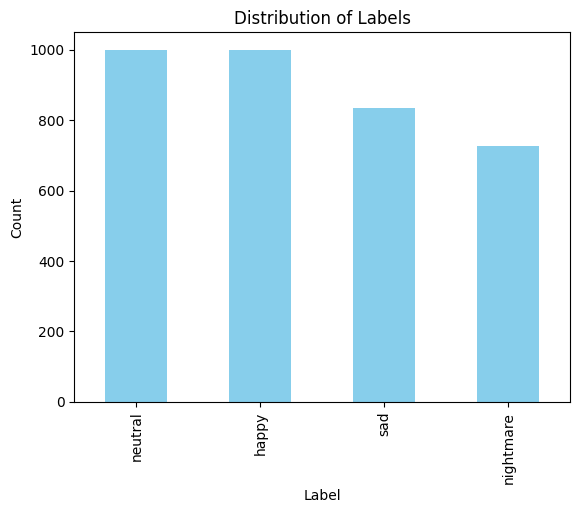 Distribution of Labels
Count
1000
800
600
400
200
0
neutral
happy
sad
nightmare
Label